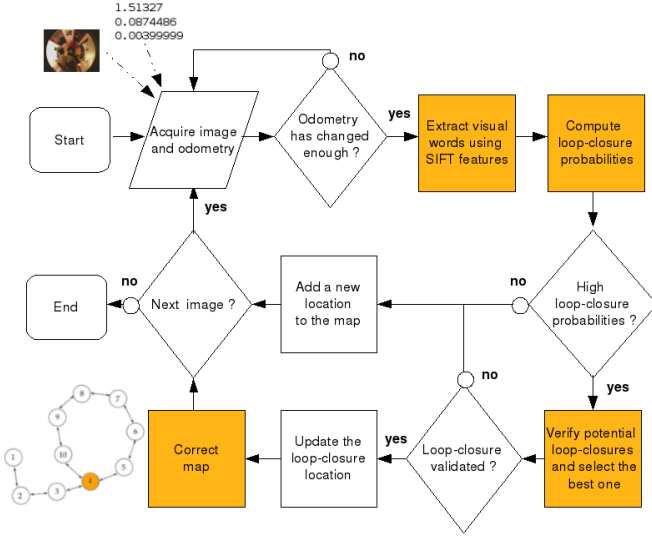 1.51327
0.0874486
0.00399999
no
Start
Acquire image
and odometry
Odometry
has changed
enough ?
yes
Extract visual
words using
SIFT features
Compute
loop-closure
probabilities
yes
no
End
Next image ?
Add a new
location
to the map
no
High
loop-closure
probabilities ?
no
yes
8
7
9
6
1
10
5
4
2
3
Correct
map
Update the
loop-closure
location
yes
Loop-closure
validated ?
Verify potential
loop-closures
and select the
best one